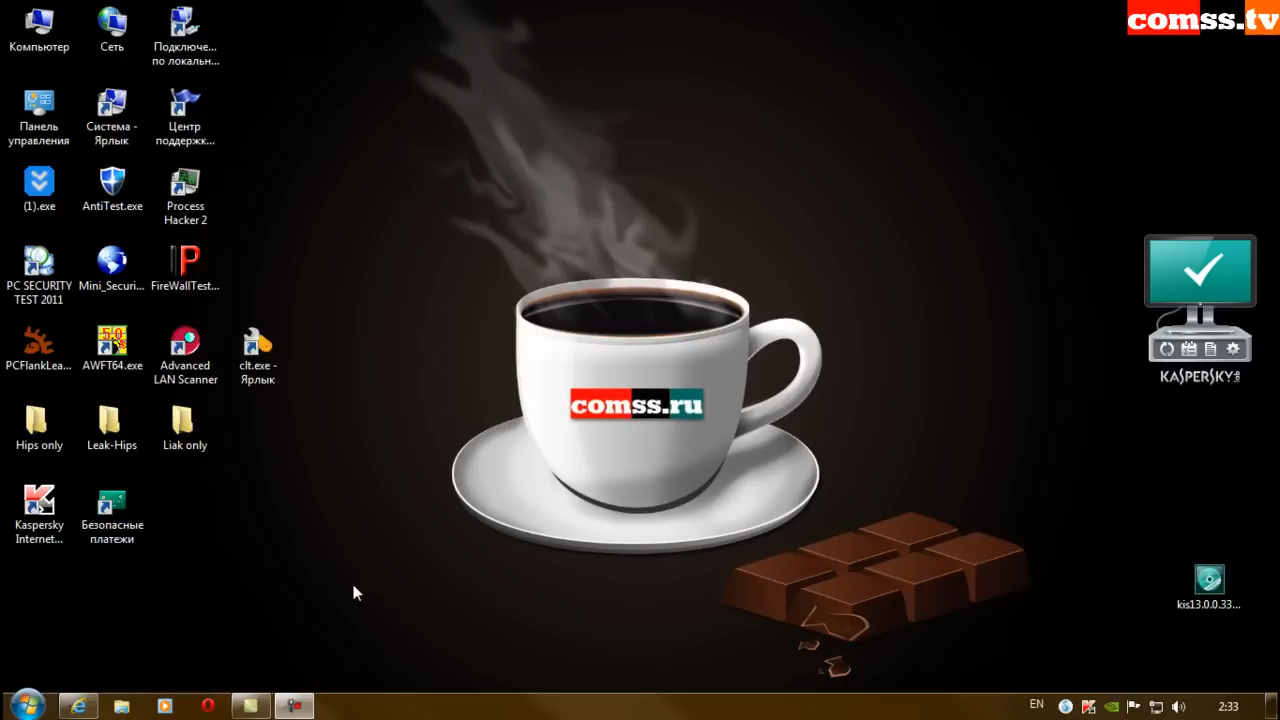 comss.tv
Компьютер
Сеть
Подключе...
по локальн...
Панель
управления
Система -
Ярлык
Центр
поддержк...
(1).exe
AntiTest.exe
Process
Hacker 2
PC SECURITY
TEST 2011
Mini_Securi...
FireWallTest...
PCFlankLea...
AWFT64.exe
Advanced
LAN Scanner
clt.exe -
Ярлык
Hips only
Leak-Hips
Liak only
Kaspersky
Internet...
Безопасные
платежи
comss.ru
KASPERSKY
kis13.0.0.33...
EN
2:33